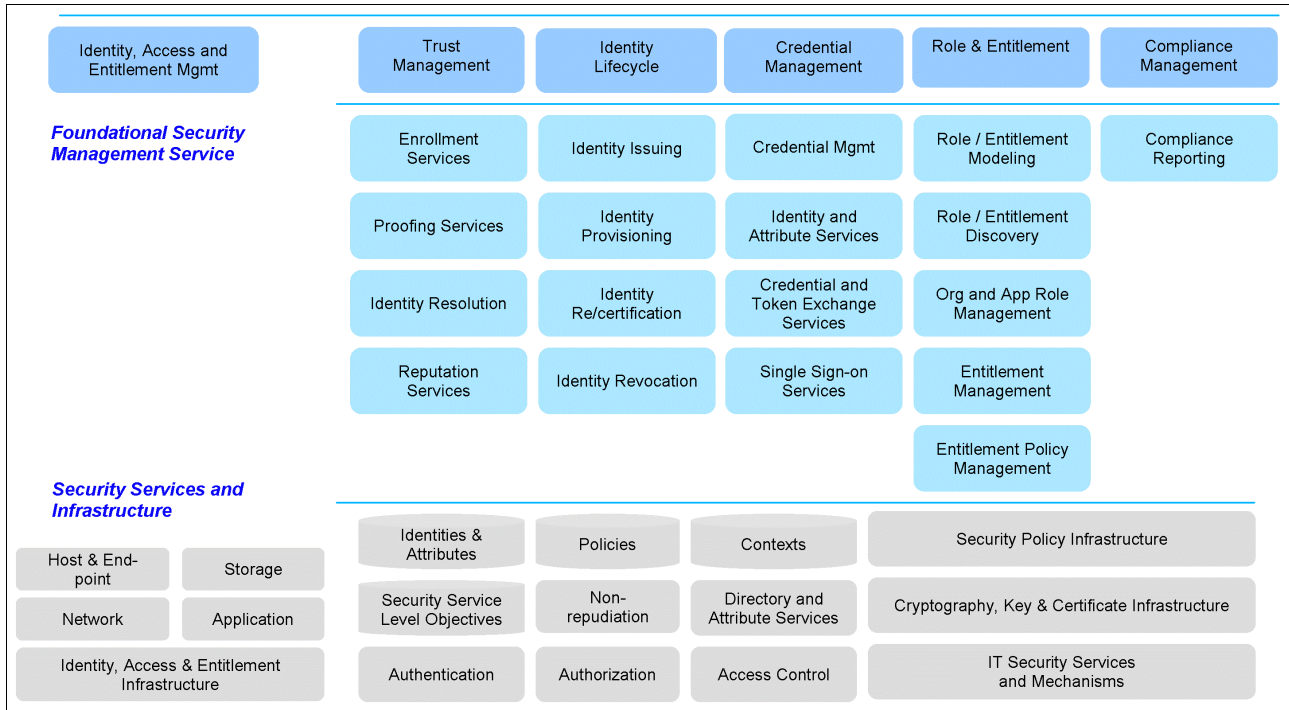 Identity, Access and
Entitlement Mgmt
Trust
Management
Identity
Lifecycle
Credential
Management
Role & Entitlement
Compliance
Management
Foundational Security
Management Service
Enrollment
Services
Identity Issuing
Credential Mgmt
Role / Entitlement
Modeling
Compliance
Reporting
Proofing Services
Identity
Provisioning
Identity and
Attribute Services
Role / Entitlement
Discovery
Identity Resolution
Identity
Re/certification
Credential and
Token Exchange
Services
Org and App Role
Management
Reputation
Services
Identity Revocation
Single Sign-on
Services
Entitlement
Management
Entitlement Policy
Management
Security Services and
Infrastructure
Host & End-
point
Storage
Network
Application
Identity, Access & Entitlement
Infrastructure
Identities &
Attributes
Policies
Contexts
Security Policy Infrastructure
Security Service
Level Objectives
Non-
repudiation
Directory and
Attribute Services
Cryptography, Key & Certificate Infrastructure
Authentication
Authorization
Access Control
IT Security Services
and Mechanisms